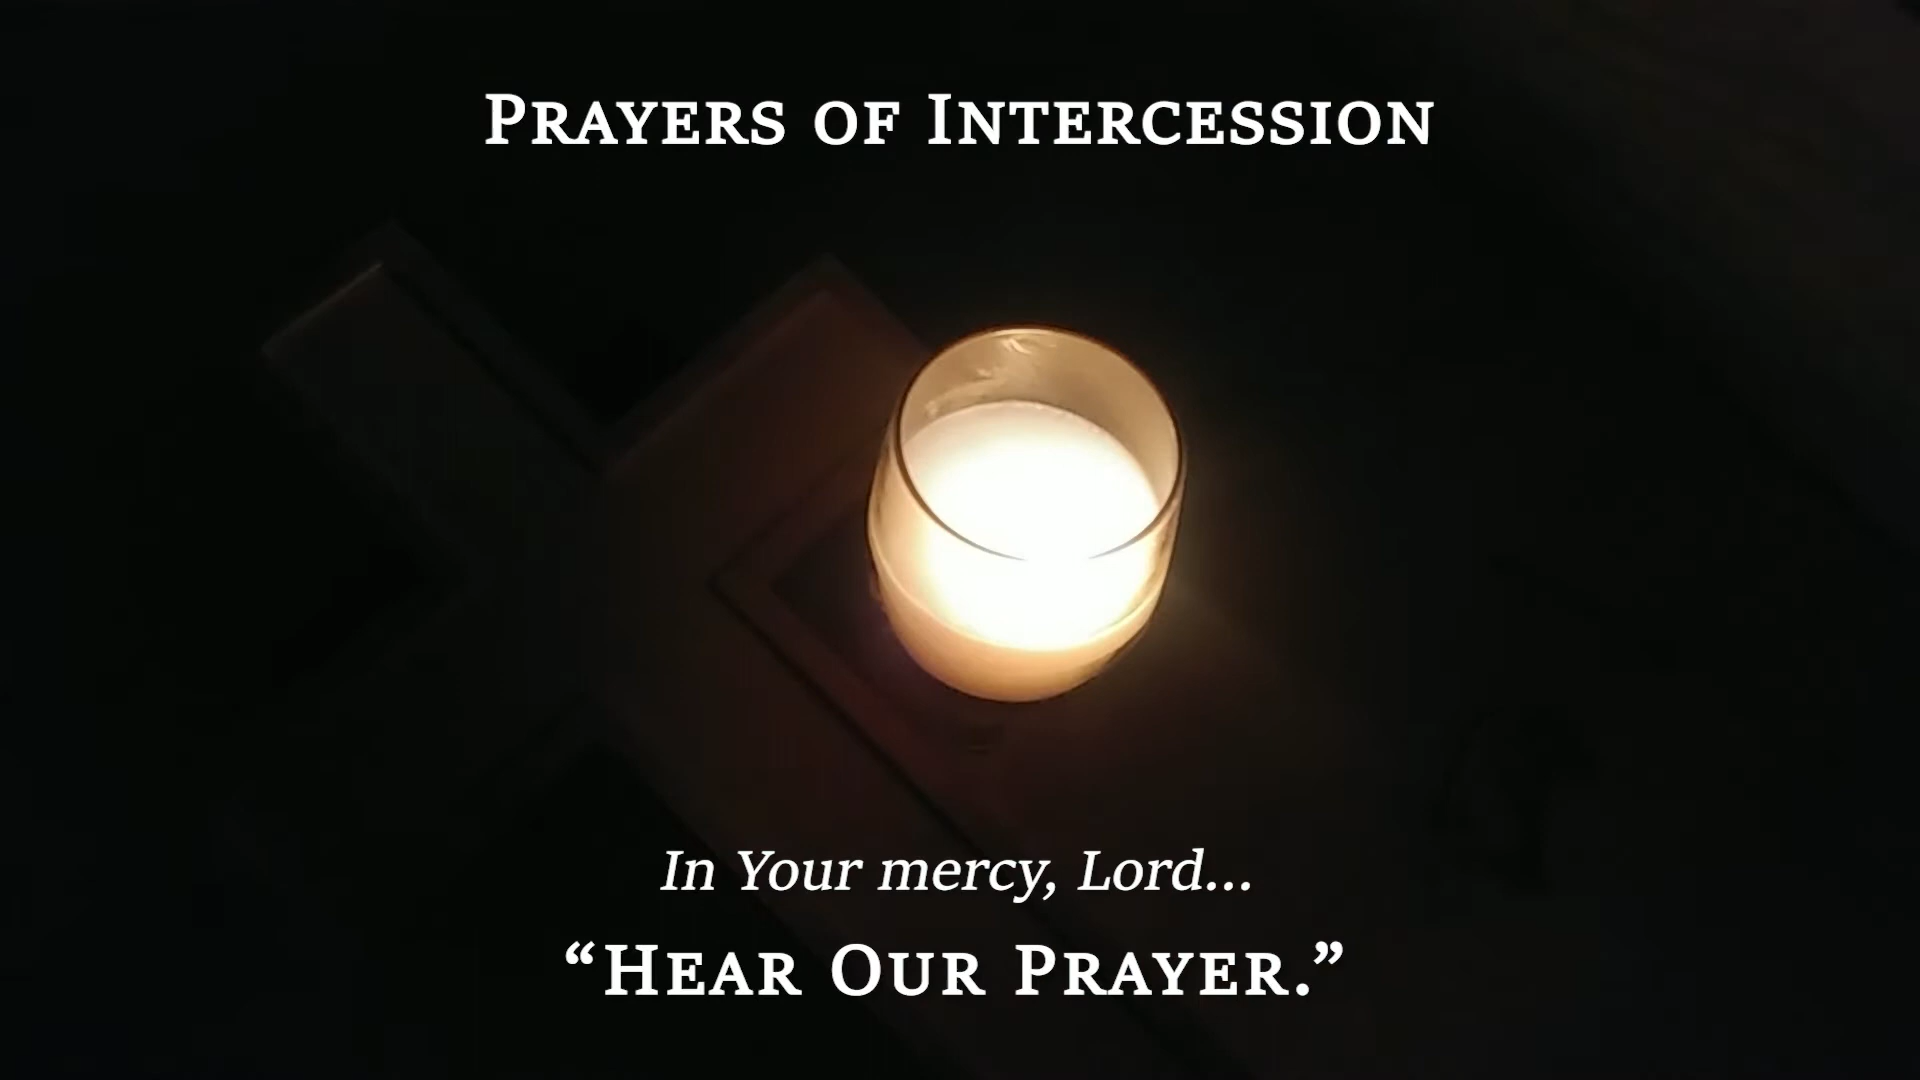 Prayers of Intercession
In Your mercy, Lord...
“Hear Our Prayer.”